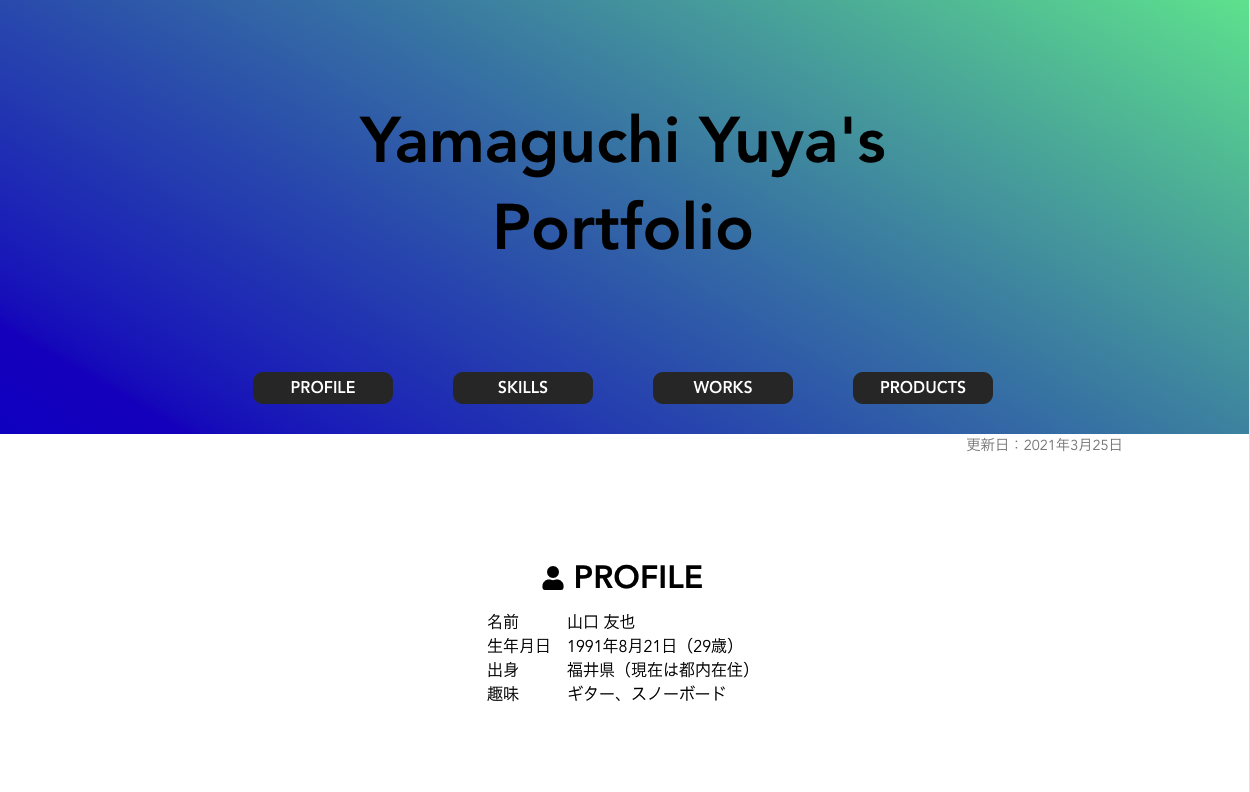 Yamaguchi Yuya's
Portfolio
PROFILE SKILLS WORKS PRODUCTS
更新日：2021年3月25日
PROFILE
名前 山口 友也
生年月日 1991年8月21日（29歳）
出身 福井県（現在は都内在住）
趣味 ギター、スノーボード